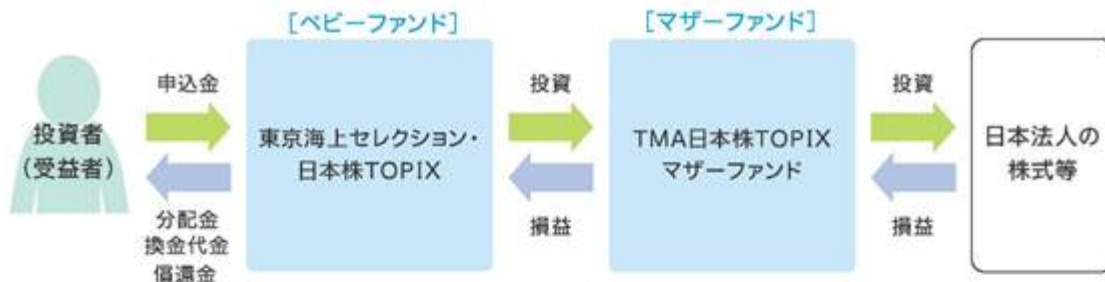 [ベビーファンド]
[マザーファンド]
投資者
(受益者)
申込金
分配金
換金代金
償還金
東京海上セレクション・
日本株TOPIX
投資
損益
TMA日本株TOPIX
マザーファンド
投資
損益
日本法人の
株式等